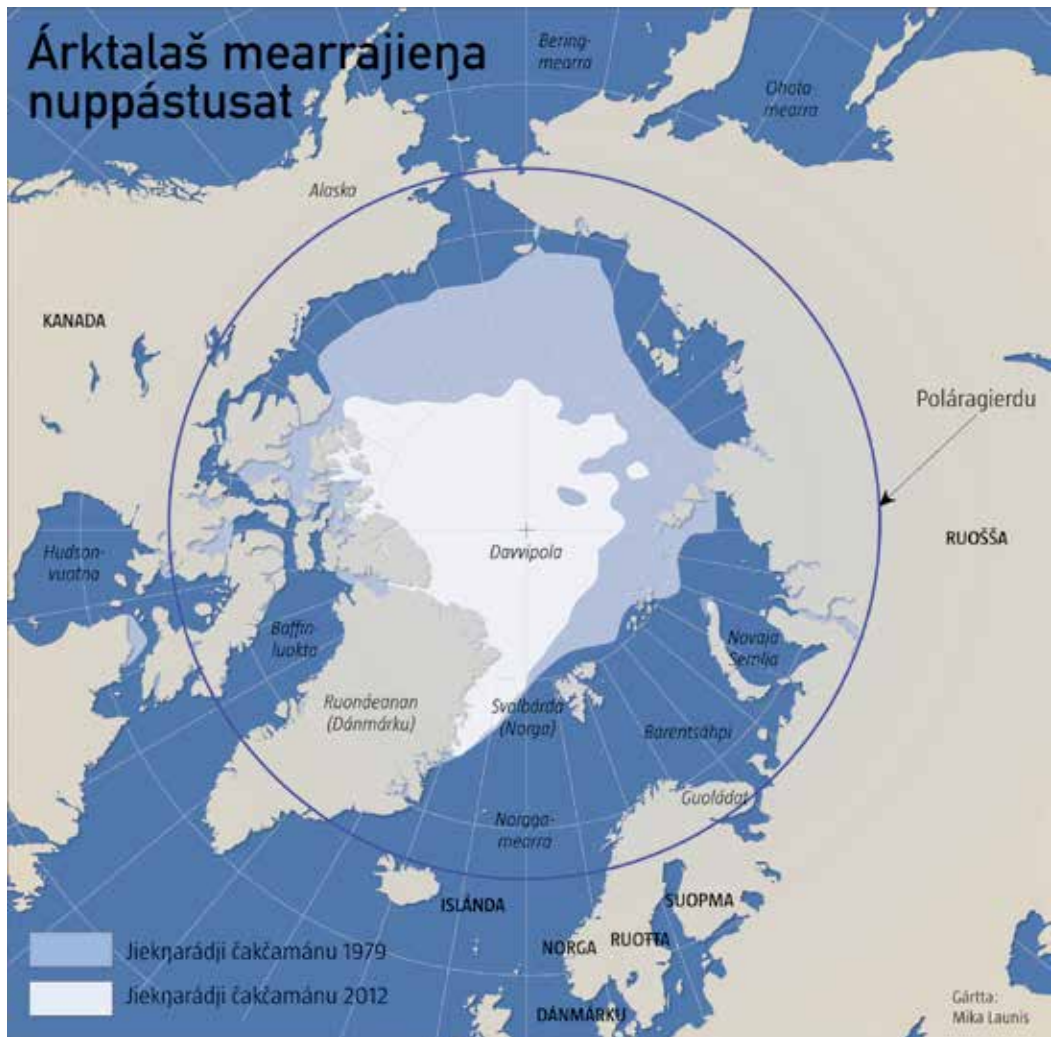 Árktalaš mearrajieŋa
nuppástusat
Bering-
mearra
Ohota
mearra
Alaska
KANADA
Poláragierdu
RUOŠŠA
Hudson-
vuotna
Davvipola
Baffin-
luokta
Novaja
Semlja
Ruonáeanan
(Dánmárku)
Svalbárda
(Norga)
Barentsáhpi
Guoládat
Norgga-
mearra
ISLÁNDA
SUOPMA
NORGA
RUOŦŦA
DÁNMÁRKU
Jiekŋarádji čakčamánu 1979
Jiekŋarádji čakčamánu 2012
Gártta:
Mika Launis